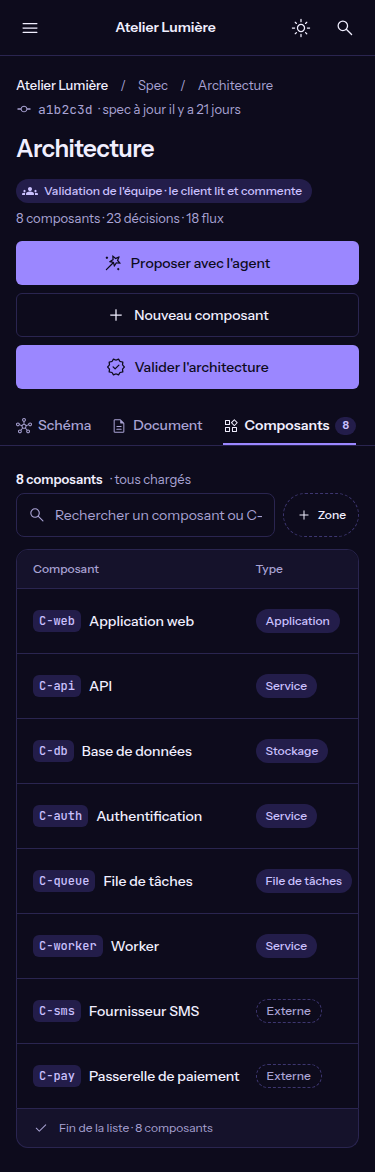 Atelier Lumière
Atelier Lumière / Spec / Architecture
a1b2c3d · spec à jour il y a 21 jours
Architecture
Validation de l'équipe · le client lit et commente
8 composants · 23 décisions · 18 flux
Proposer avec l'agent
Nouveau composant
Valider l'architecture
Schéma Document Composants 8
8 composants · tous chargés
Rechercher un composant ou C- Zone
Composant Type
C-web Application web Application
C-api API Service
C-db Base de données Stockage
C-auth Authentification Service
C-queue File de tâches File de tâches
C-worker Worker Service
C-sms Fournisseur SMS Externe
C-pay Passerelle de paiement Externe
Fin de la liste · 8 composants